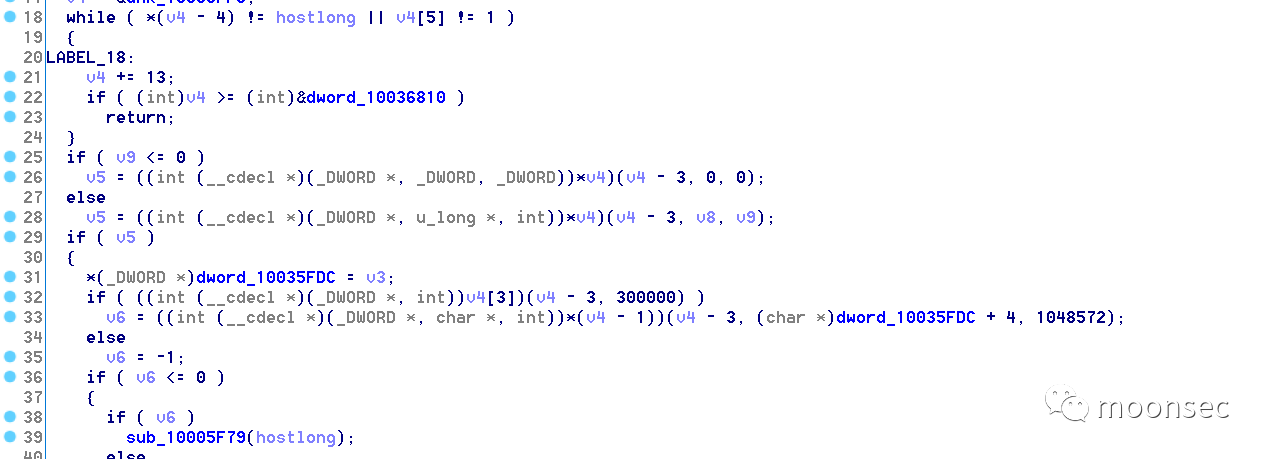 18 while ( *(v4 - 4) != hostlong || v4[5] != 1 )
19 {
20 LABEL_18:
21 v4 += 13;
22 if ( (int)v4 >= (int)&dword_10036810 )
23 return;
24 }
25 if ( v9 <= 0 )
26 v5 = ((int (__cdecl *)(_DWORD *, _DWORD, _DWORD))*v4)(v4 - 3, 0, 0);
27 else
28 v5 = ((int (__cdecl *)(_DWORD *, u_long *, int))*v4)(v4 - 3, v8, v9);
29 if ( v5 )
30 {
31 *(_DWORD *)dword_10035FDC = v3;
32 if ( ((int (__cdecl *)(_DWORD *, int))v4[3])(v4 - 3, 300000) )
33 v6 = ((int (__cdecl *)(_DWORD *, char *, int))*(v4 - 1))(v4 - 3, (char *)dword_10035FDC + 4, 1048572);
34 else
35 v6 = -1;
36 if ( v6 <= 0 )
37 {
38 if ( v6 )
39 sub_10005F79(hostlong);
40 else
moonsec